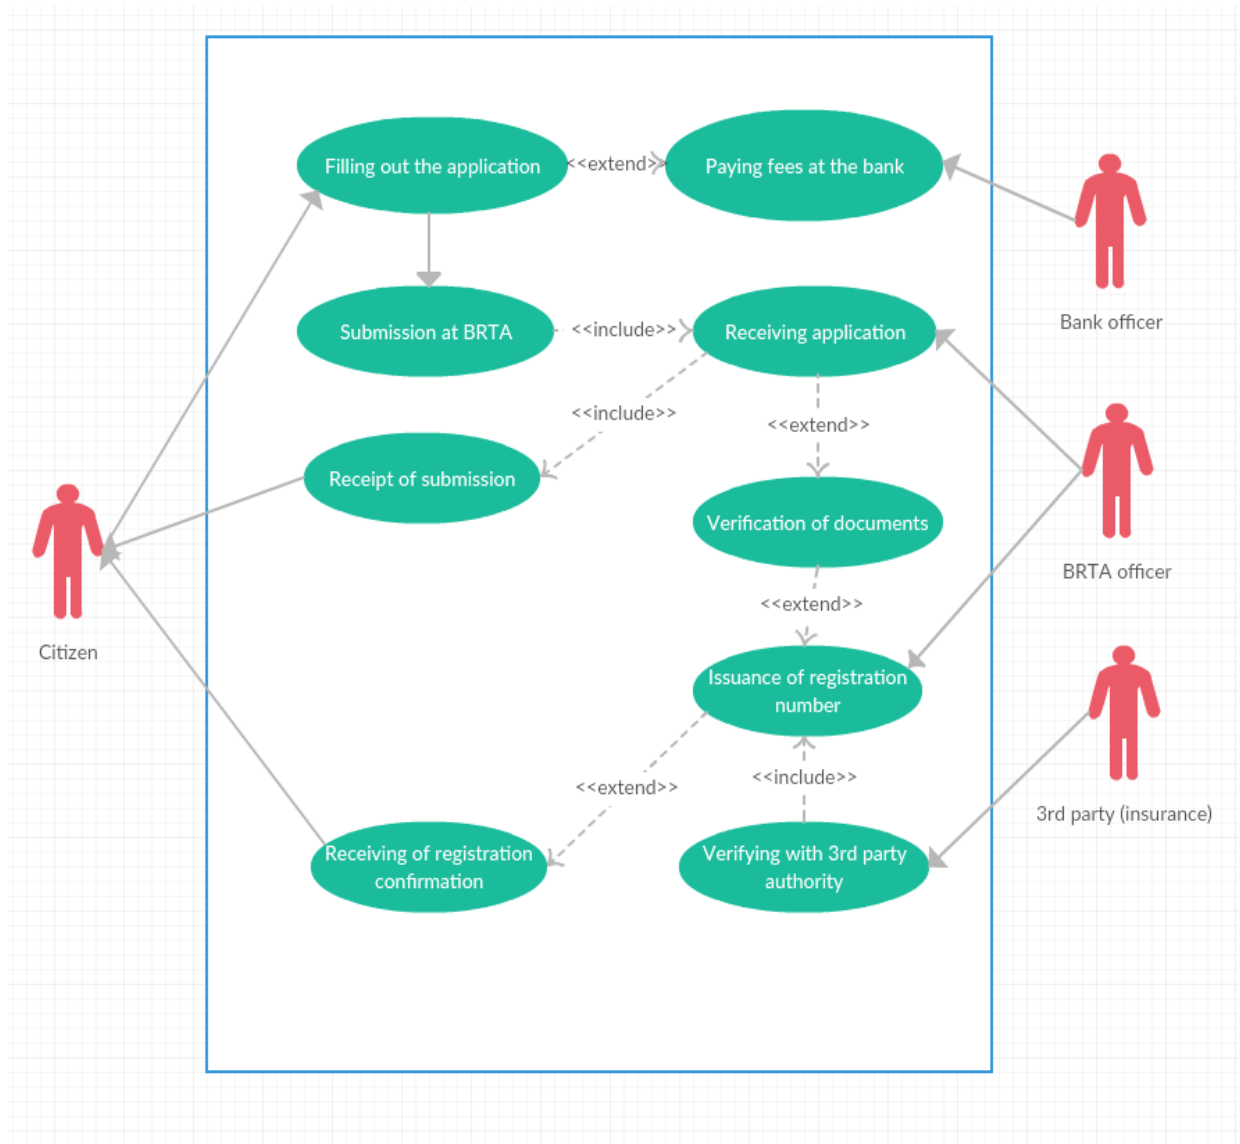 Filling out the application
<<extend>>
Paying fees at the bank
Bank officer
Submission at BRTA
<<include>>
Receiving application
<<include>>
<<extend>>
Receipt of submission
Verification of documents
BRTA officer
<<extend>>
Citizen
Issuance of registration
number
<<include>>
<<extend>>
3rd party (insurance)
Receiving of registration
confirmation
Verifying with 3rd party
authority